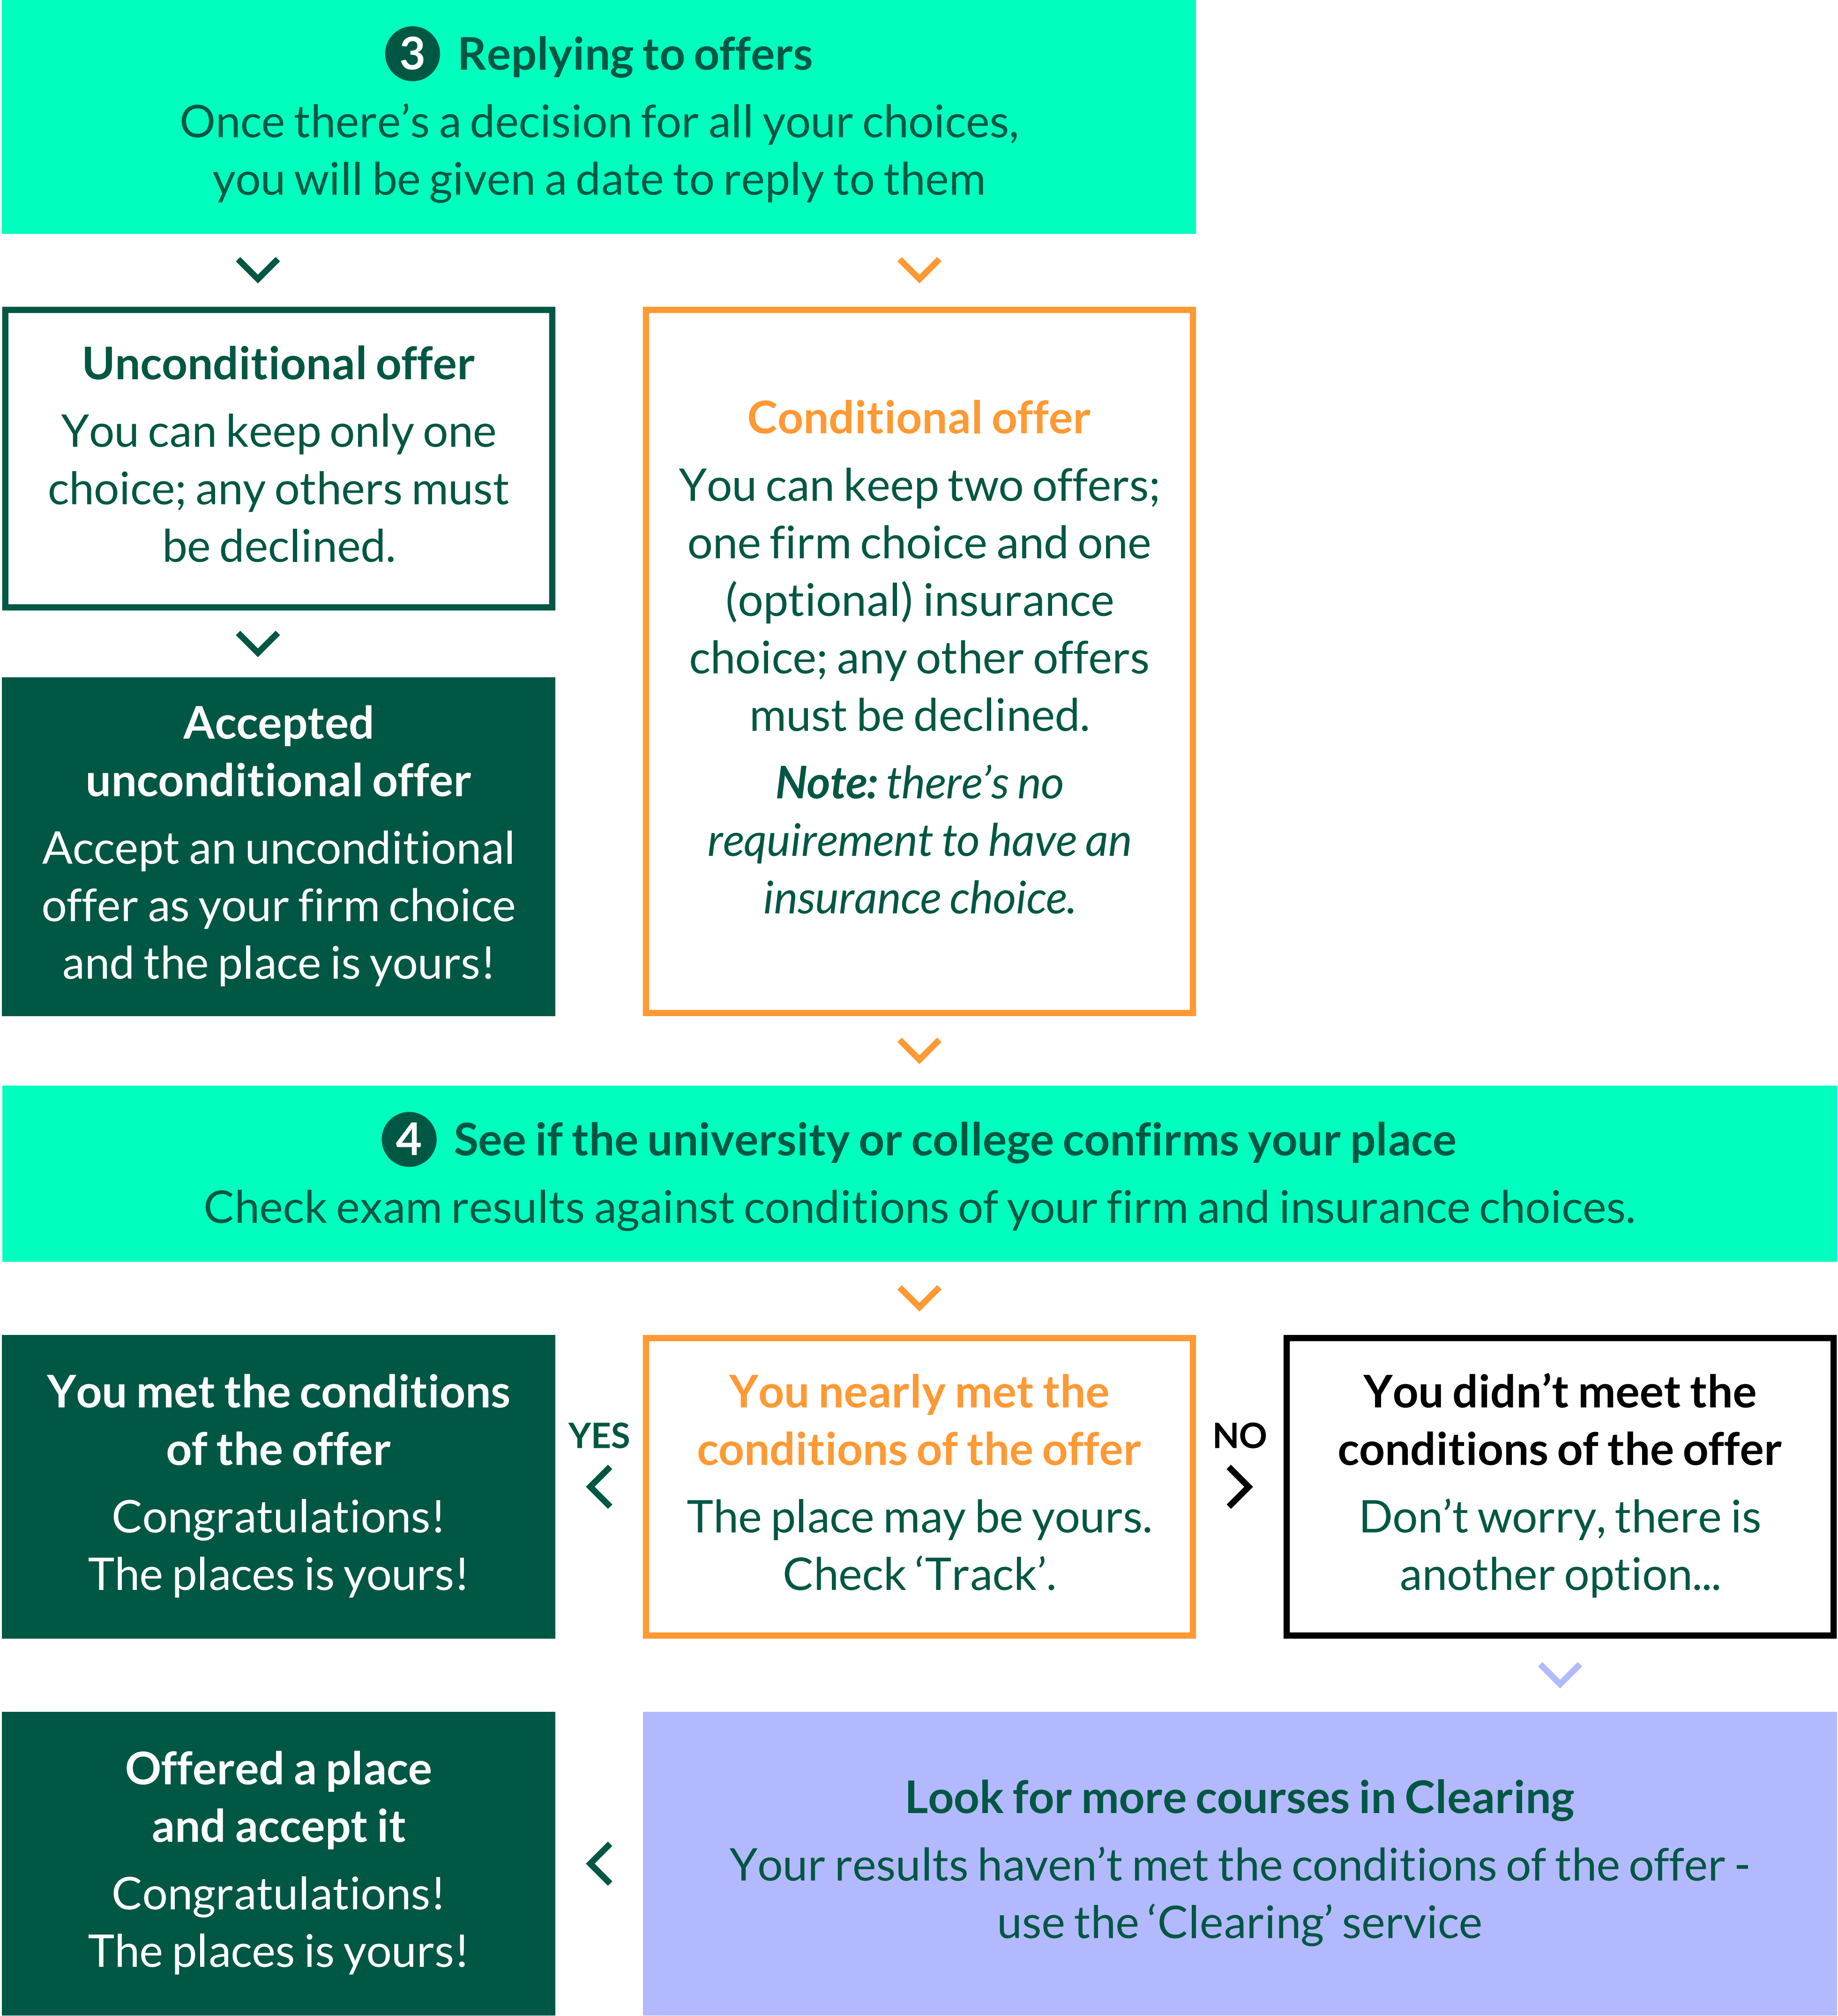 3 Replying to offers
Once there’s a decision for all your choices,
you will be given a date to reply to them
Unconditional offer
You can keep only one
choice; any others must
be declined.
Accepted
unconditional offer
Accept an unconditional
offer as your firm choice
and the place is yours!
Conditional offer
You can keep two offers;
one firm choice and one
(optional) insurance
choice; any other offers
must be declined.
Note: there’s no
requirement to have an
insurance choice.
4 See if the university or college confirms your place
Check exam results against conditions of your firm and insurance choices.
You met the conditions
of the offer
Congratulations!
The places is yours!
YES
You nearly met the
conditions of the offer
The place may be yours.
Check ‘Track’.
NO
You didn’t meet the
conditions of the offer
Don’t worry, there is
another option...
Offered a place
and accept it
Congratulations!
The places is yours!
Look for more courses in Clearing
Your results haven’t met the conditions of the offer -
use the ‘Clearing’ service